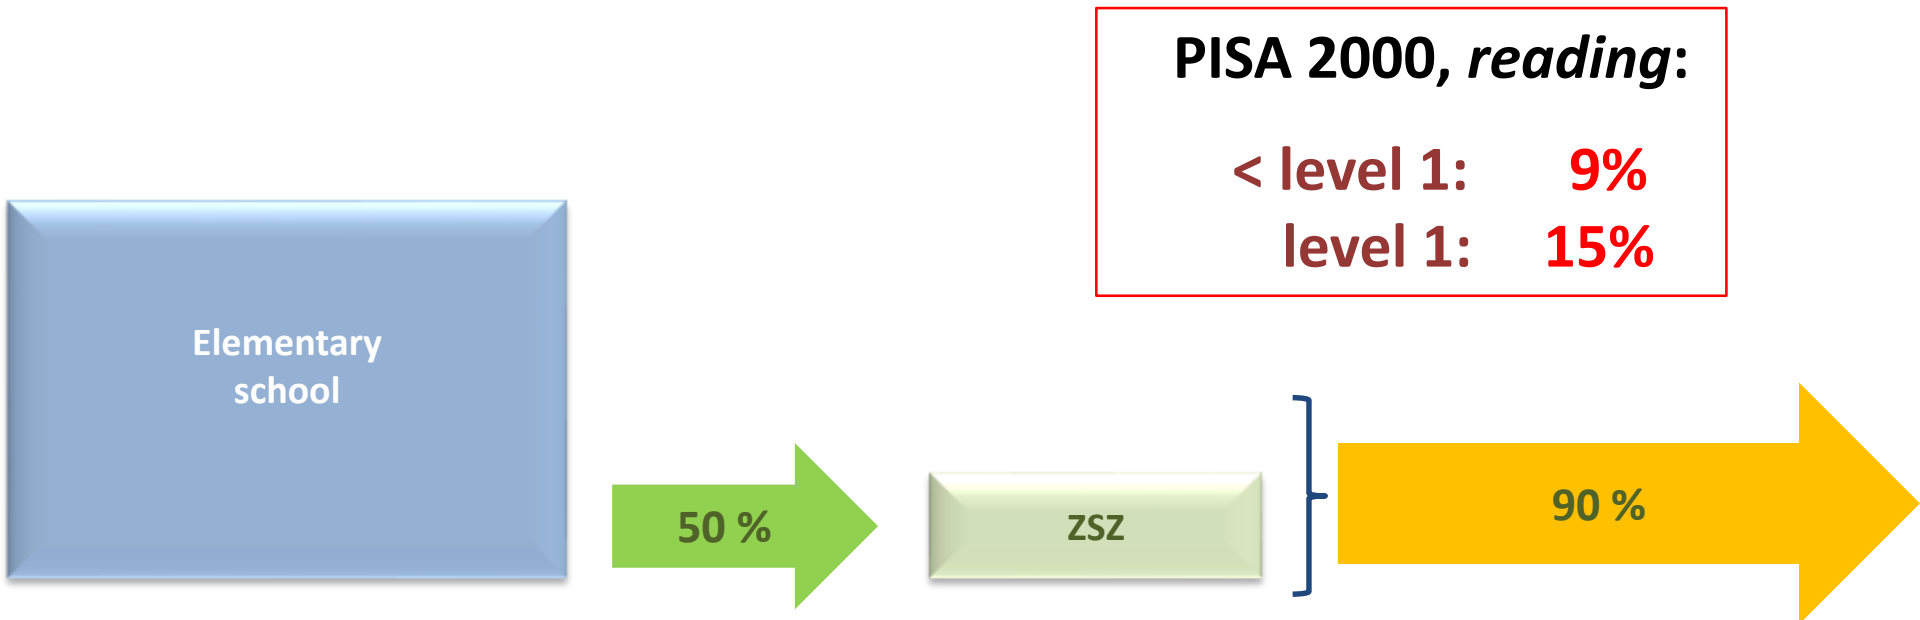 PISA 2000, reading:
< level 1: 9%
level 1: 15%
Elementary
school
50 %
ZSZ
90 %